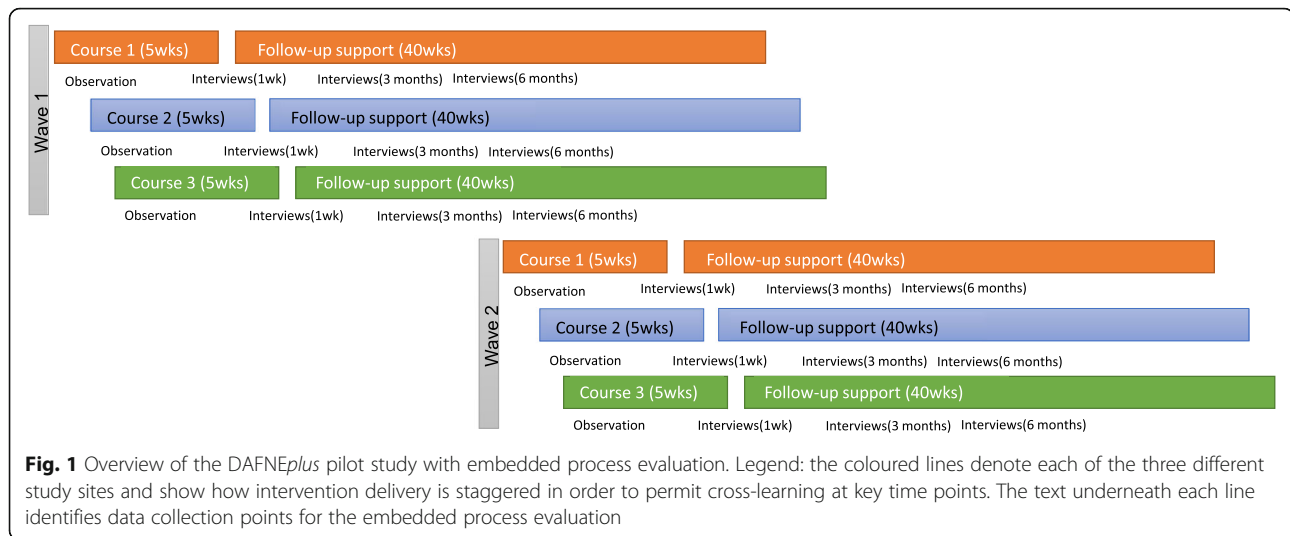 Wave 1
Course 1 (5wks) Follow-up support (40wks)
Observation Interviews(1wk) Interviews(3 months) Interviews(6 months)
Course 2 (5wks) Follow-up support (40wks)
Observation Interviews(1wk) Interviews(3 months) Interviews(6 months)
Course 3 (5wks) Follow-up support (40wks)
Observation Interviews(1wk) Interviews(3 months) Interviews(6 months)
Wave 2
Course 1 (5wks) Follow-up support (40wks)
Observation Interviews(1wk) Interviews(3 months) Interviews(6 months)
Course 2 (5wks) Follow-up support (40wks)
Observation Interviews(1wk) Interviews(3 months) Interviews(6 months)
Course 3 (5wks) Follow-up support (40wks)
Observation Interviews(1wk) Interviews(3 months) Interviews(6 months)
Fig. 1 Overview of the DAFNEplus pilot study with embedded process evaluation. Legend: the coloured lines denote each of the three different
study sites and show how intervention delivery is staggered in order to permit cross-learning at key time points. The text underneath each line
identifies data collection points for the embedded process evaluation